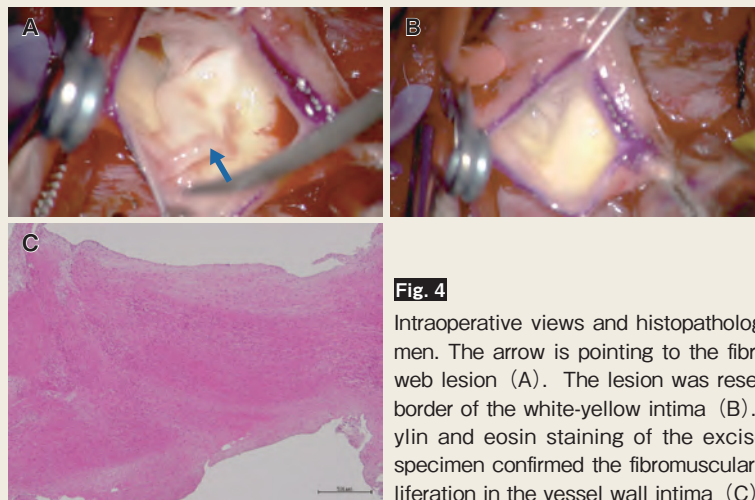 A
B
C
Fig. 4
Intraoperative views and histopatholog
men. The arrow is pointing to the fibr
web lesion (A). The lesion was rese
border of the white-yellow intima (B).
ylin and eosin staining of the excis
specimen confirmed the fibromuscular
liferation in the vessel wall intima (C)